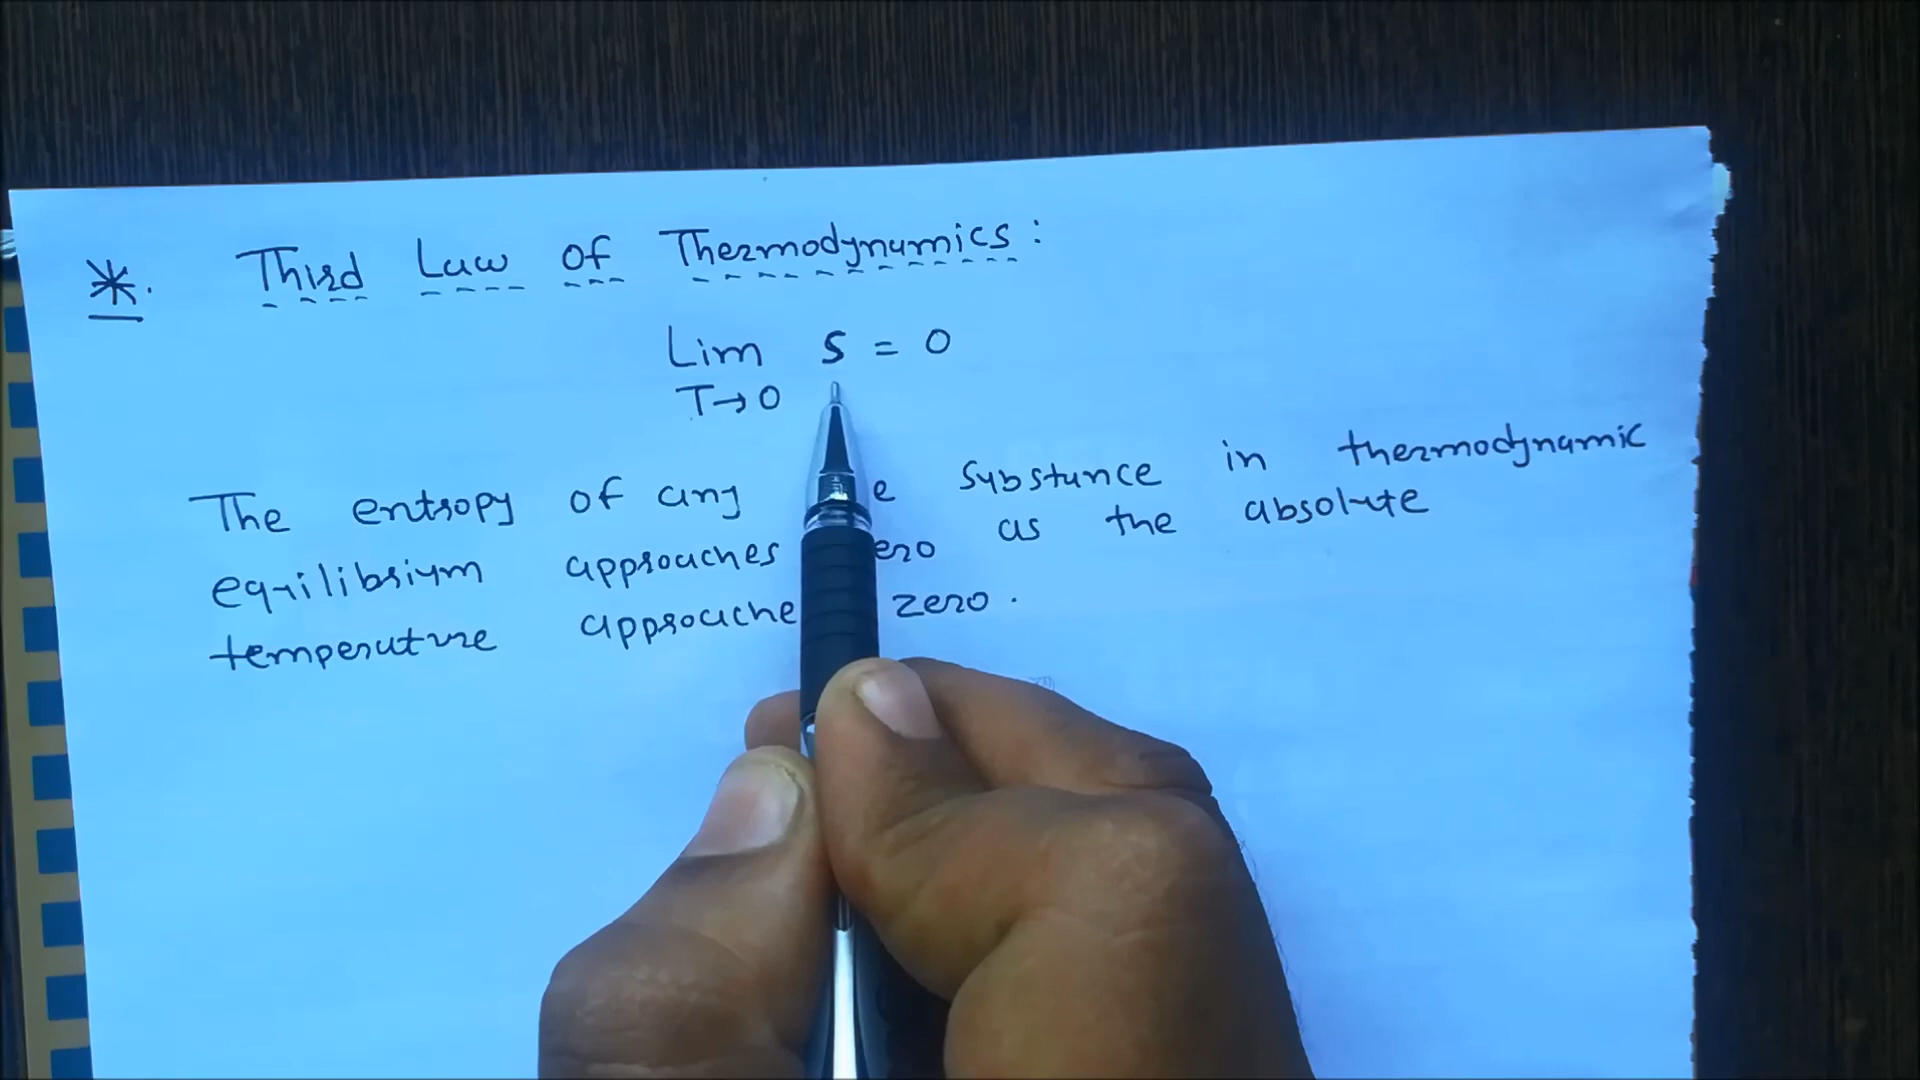 *. Third Law of Thermodynamics:
Lim S = 0
T→0
The entropy of any e substance in thermodynamic
equilibrium approaches ero as the absolute
temperature approache zero.